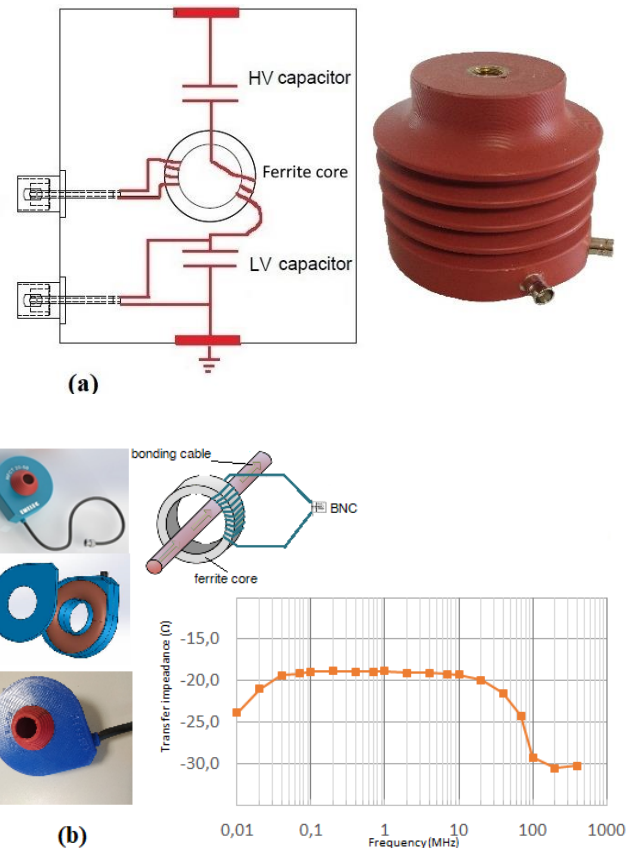 HV capacitor
Ferrite core
LV capacitor
(a)
bonding cable
BNC
ferrite core
Transfer impedance (Ω)
-15,0
-20,0
-25,0
-30,0
0,01
0,1
1
10
100
1000
Frequency(MHz)
(b)